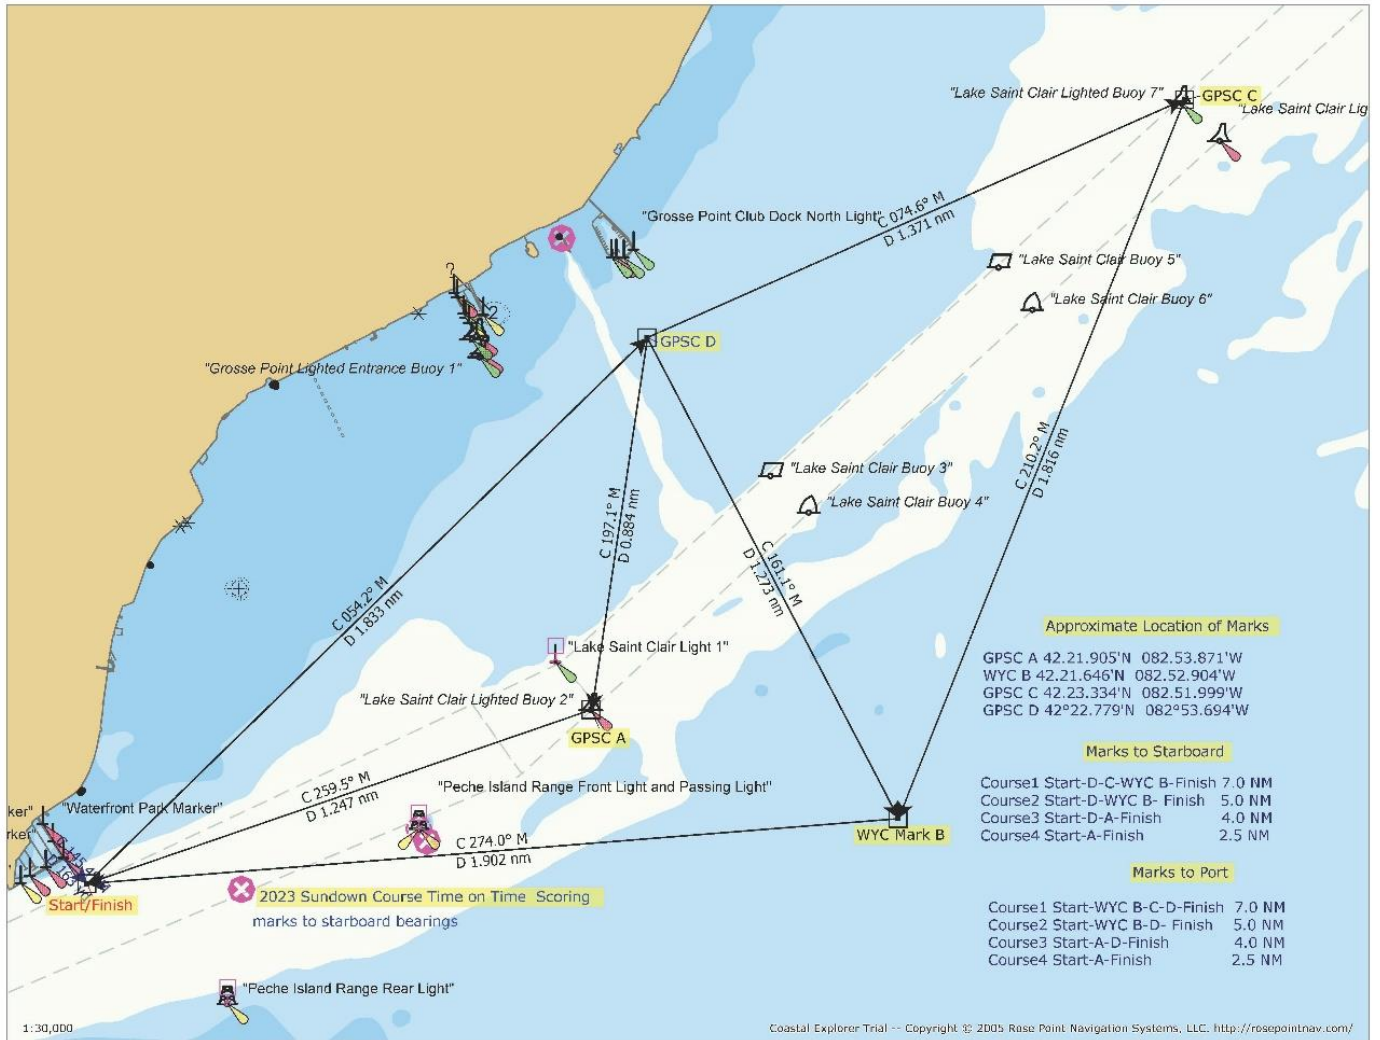 "Lake Saint Clair Lighted Buoy 7"
GPSC C
"Lake Saint Clair Lig
"Grosse Point Club Dock North Light"
C 074.6° M
D 1.371 nm
"Lake Saint Clair Buoy 5"
?
2
"Lake Saint Clair Buoy 6"
GPSC D
"Grosse Point Lighted Entrance Buoy 1"
"Lake Saint Clair Buoy 3"
C 210.2° M
D 1.816 nm
"Lake Saint Clair Buoy 4"
C 197.1° M
D 0.884 nm
C 161.1° M
D 1.273 nm
C 054.2° M
D 1.833 nm
Approximate Location of Marks
"Lake Saint Clair Light 1"
GPSC A 42.21.905'N 082.53.871'W
WYC B 42.21.646'N 082.52.904'W
GPSC C 42.23.334'N 082.51.999'W
GPSC D 42°22.779'N 082°53.694'W
"Lake Saint Clair Lighted Buoy 2"
GPSC A
Marks to Starboard
Course1 Start-D-C-WYC B-Finish 7.0 NM
Course2 Start-D-WYC B- Finish 5.0 NM
Course3 Start-D-A-Finish 4.0 NM
Course4 Start-A-Finish 2.5 NM
C 259.5° M
D 1.247 nm
"Peche Island Range Front Light and Passing Light"
ker"
"Waterfront Park Marker"
rker"
WYC Mark B
C 274.0° M
D 1.902 nm
Marks to Port
Start/Finish
2023 Sundown Course Time on Time Scoring
marks to starboard bearings
Course1 Start-WYC B-C-D-Finish 7.0 NM
Course2 Start-WYC B-D- Finish 5.0 NM
Course3 Start-A-D-Finish 4.0 NM
Course4 Start-A-Finish 2.5 NM
"Peche Island Range Rear Light"
1:30,000
Coastal Explorer Trial -- Copyright © 2005 Rose Point Navigation Systems, LLC. http://rosepointnav.com/